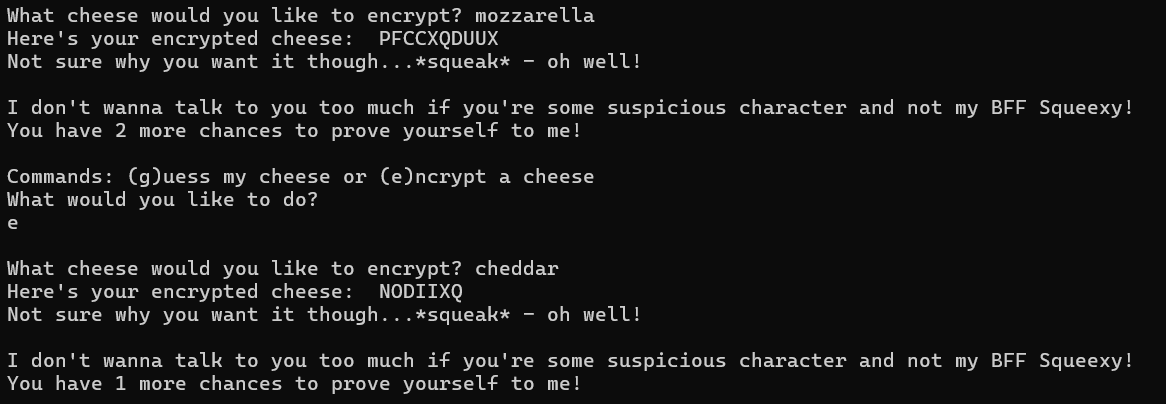 What cheese would you like to encrypt? mozzarella
Here's your encrypted cheese:  PFCCXQDUUX
Not sure why you want it though...*squeak* - oh well!
I don't wanna talk to you too much if you're some suspicious character and not my BFF Squeexy!
You have 2 more chances to prove yourself to me!
Commands: (g)uess my cheese or (e)ncrypt a cheese
What would you like to do?
e
What cheese would you like to encrypt? cheddar
Here's your encrypted cheese:  NODIIXQ
Not sure why you want it though...*squeak* - oh well!
I don't wanna talk to you too much if you're some suspicious character and not my BFF Squeexy!
You have 1 more chances to prove yourself to me!